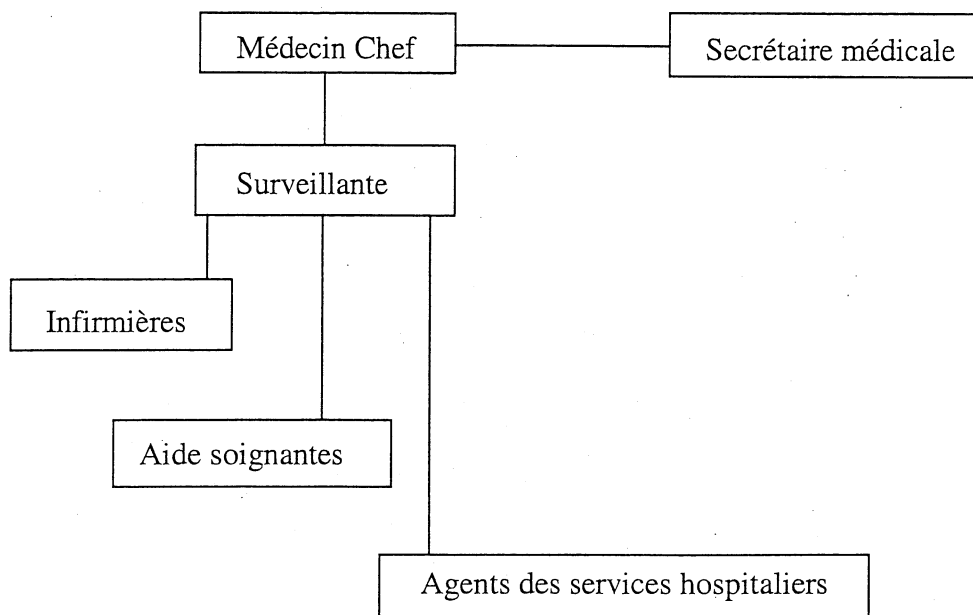 Médecin Chef
Secrétaire médicale
Surveillante
Infirmières
Aide soignantes
Agents des services hospitaliers